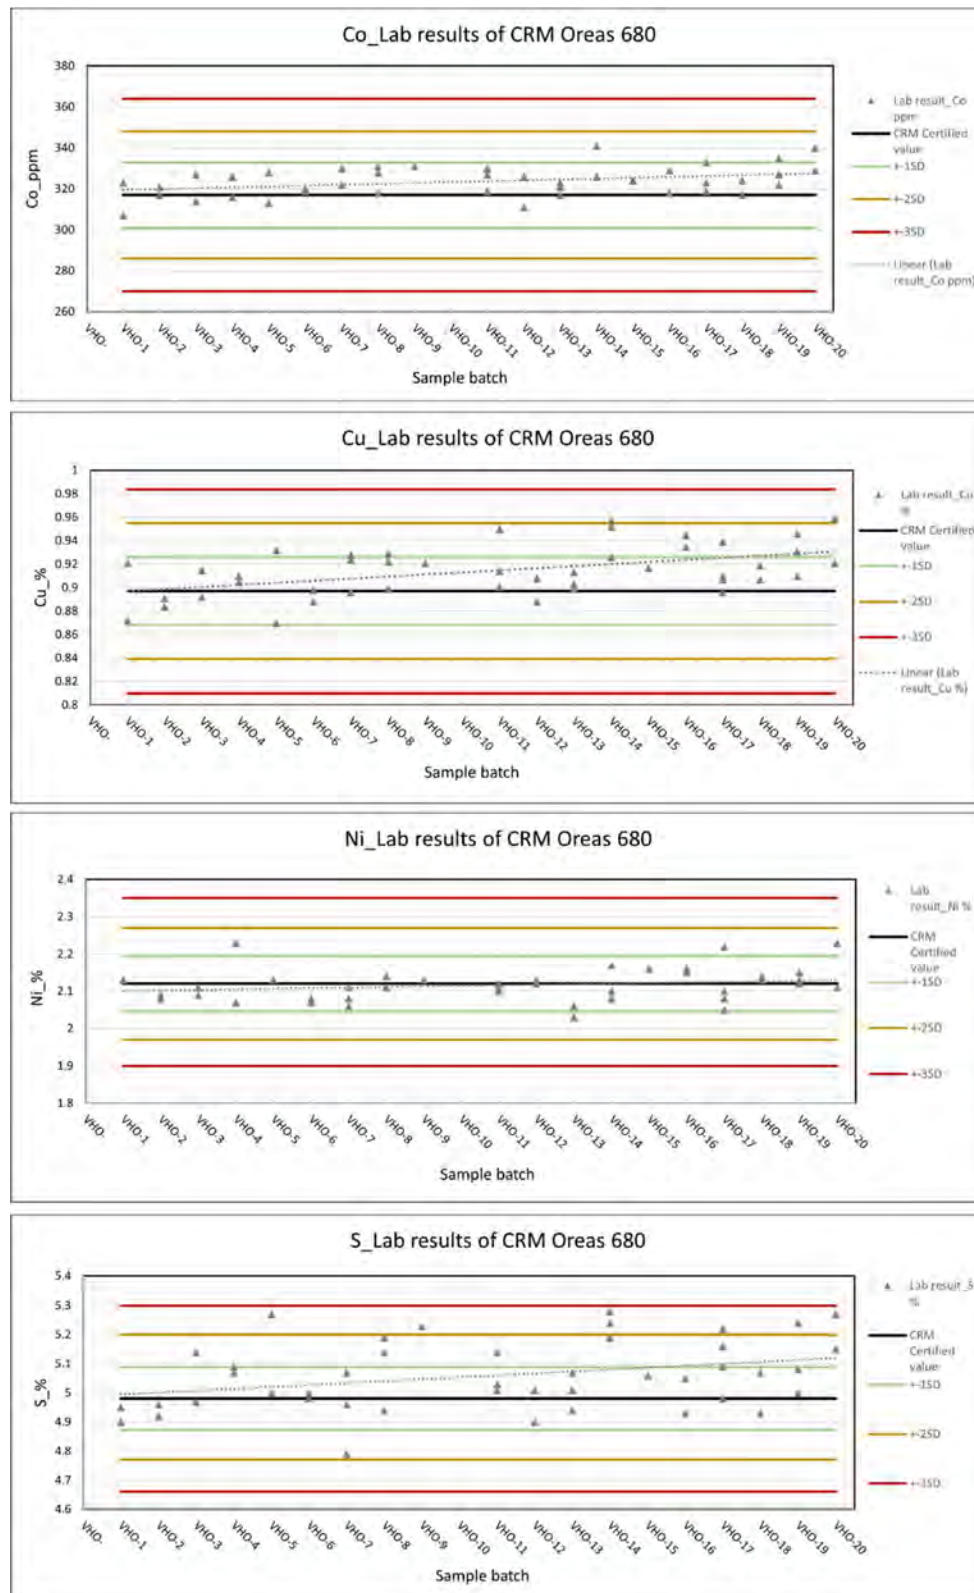 Co_Lab results of CRM Oreas 680
380
360
340
320
300
280
260
Co_ppm
VHO-
VHO-1
VHO-2
VHO-3
VHO-4
VHO-5
VHO-6
VHO-7
VHO-8
VHO-9
VHO-10
VHO-11
VHO-12
VHO-13
VHO-14
VHO-15
VHO-16
VHO-17
VHO-18
VHO-19
VHO-20
Sample batch
Lab result_Co
ppm
CRM Certified
value
+-1SD
+-2SD
+-3SD
Linear (Lab
result_Co ppm)
Cu_Lab results of CRM Oreas 680
1
0.98
0.96
0.94
0.92
0.9
0.88
0.86
0.84
0.82
0.8
Cu_%
VHO-
VHO-1
VHO-2
VHO-3
VHO-4
VHO-5
VHO-6
VHO-7
VHO-8
VHO-9
VHO-10
VHO-11
VHO-12
VHO-13
VHO-14
VHO-15
VHO-16
VHO-17
VHO-18
VHO-19
VHO-20
Sample batch
Lab result_Cu
%
CRM Certified
value
+-1SD
+-2SD
+-3SD
Linear (Lab
result_Cu %)
Ni_Lab results of CRM Oreas 680
2.4
2.3
2.2
2.1
2
1.9
1.8
Ni_%
VHO-
VHO-1
VHO-2
VHO-3
VHO-4
VHO-5
VHO-6
VHO-7
VHO-8
VHO-9
VHO-10
VHO-11
VHO-12
VHO-13
VHO-14
VHO-15
VHO-16
VHO-17
VHO-18
VHO-19
VHO-20
Sample batch
Lab
result_Ni %
CRM
Certified
value
+-1SD
+-2SD
+-3SD
S_Lab results of CRM Oreas 680
5.4
5.3
5.2
5.1
5
4.9
4.8
4.7
4.6
S_%
VHO-
VHO-1
VHO-2
VHO-3
VHO-4
VHO-5
VHO-6
VHO-7
VHO-8
VHO-9
VHO-10
VHO-11
VHO-12
VHO-13
VHO-14
VHO-15
VHO-16
VHO-17
VHO-18
VHO-19
VHO-20
Sample batch
Lab result_S
%
CRM
Certified
value
+-1SD
+-2SD
+-3SD